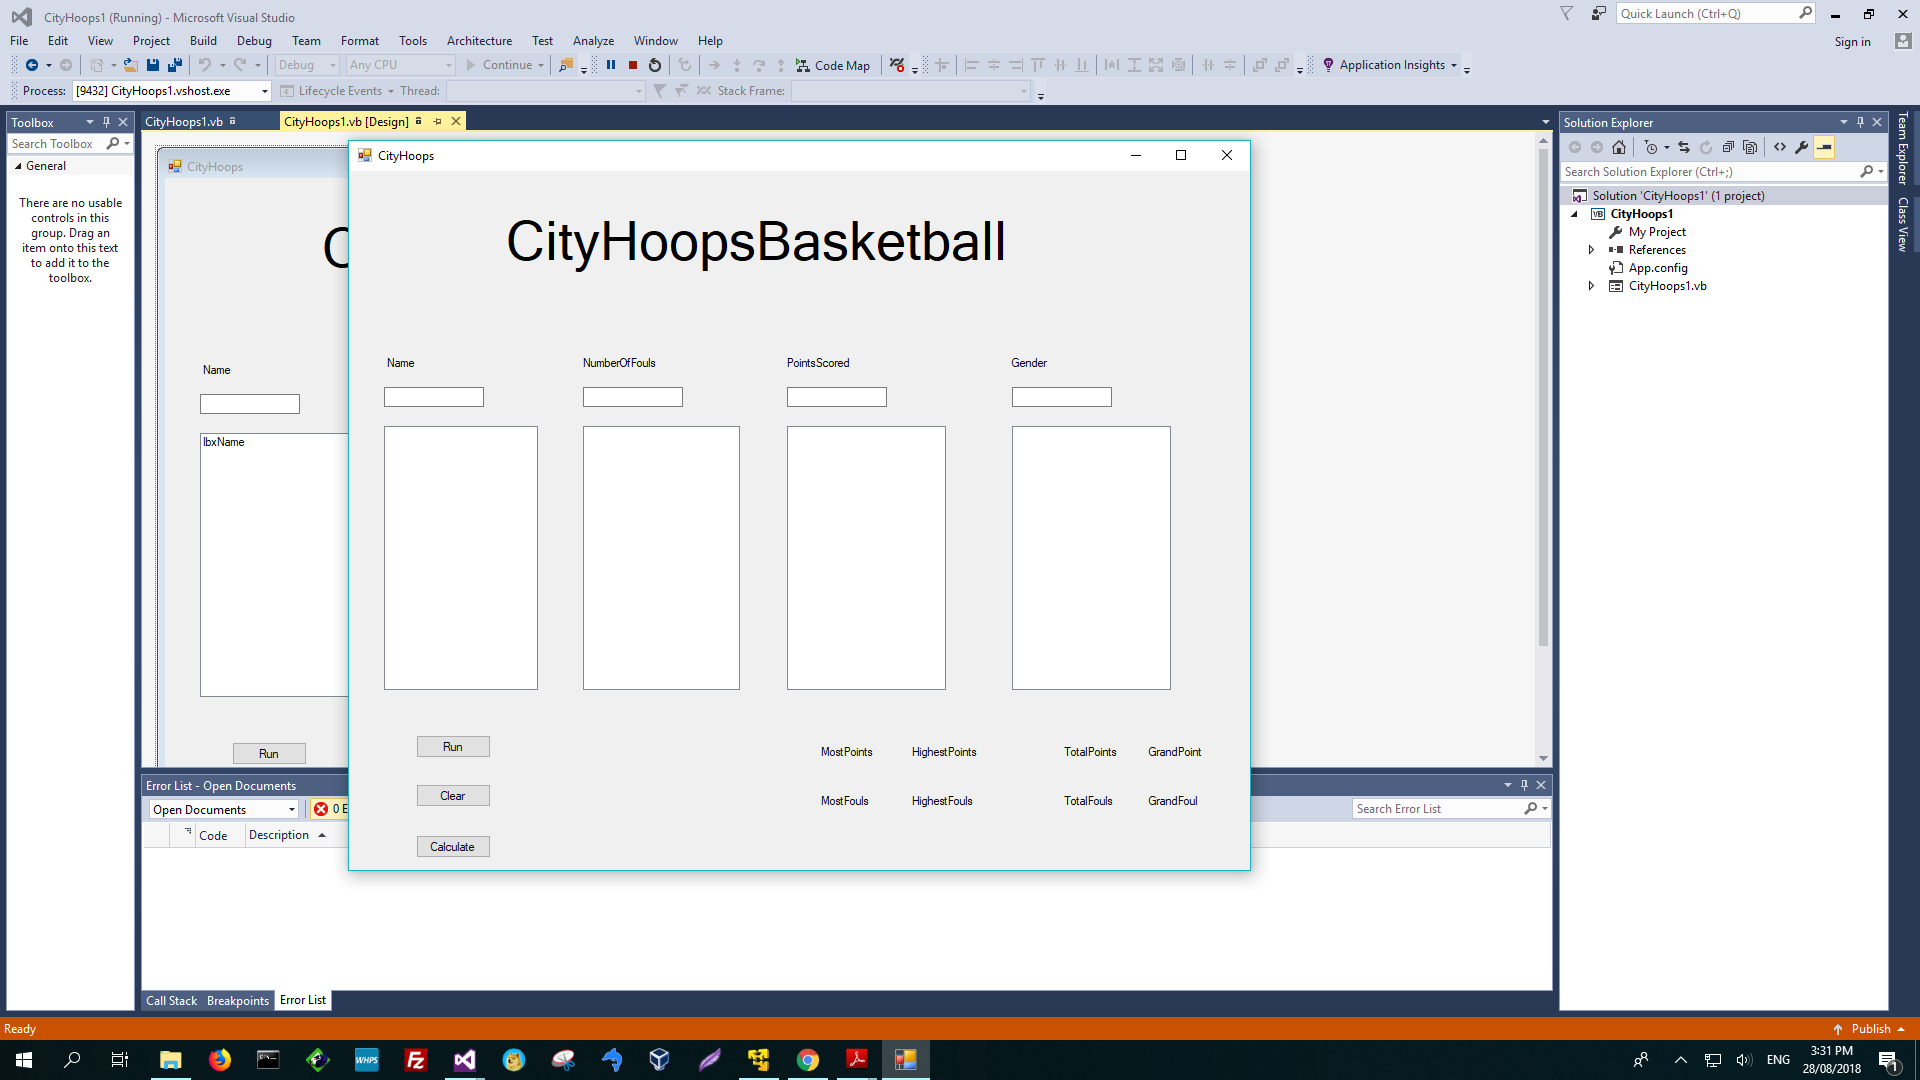 CityHoops1 (Running) - Microsoft Visual Studio
Quick Launch (Ctrl+Q)
File Edit View Project Build Debug Team Format Tools Architecture Test Analyze Window Help
Sign in
Debug Any CPU Continue Code Map Application Insights
Process: [9432] CityHoops1.vshost.exe Lifecycle Events Thread: Stack Frame:
Toolbox
Search Toolbox
General
There are no usable
controls in this
group. Drag an
item onto this text
to add it to the
toolbox.
CityHoops1.vb CityHoops1.vb [Design]
CityHoops
C
Name
lbxName
Run
CityHoops
CityHoopsBasketball
Name NumberOfFouls PointsScored Gender
Run
Clear
Calculate
MostPoints HighestPoints TotalPoints GrandPoint
MostFouls HighestFouls TotalFouls GrandFoul
Solution Explorer
Search Solution Explorer (Ctrl+;)
Solution 'CityHoops1' (1 project)
VB CityHoops1
My Project
References
App.config
CityHoops1.vb
Team Explorer
Class View
Error List - Open Documents
Open Documents 0 E
Search Error List
Code Description
Call Stack Breakpoints Error List
Ready
Publish
WHPS
Fz
ENG
3:31 PM
28/08/2018
1